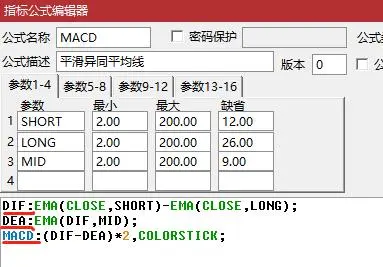 指标公式编辑器
公式名称 MACD 密码保护
公式描述 平滑异同平均线 版本 0
参数1-4 参数5-8 参数9-12 参数13-16
参数 最小 最大 缺省
1 SHORT 2.00 200.00 12.00
2 LONG 2.00 200.00 26.00
3 MID 2.00 200.00 9.00
4
DIF:EMA(CLOSE,SHORT)-EMA(CLOSE,LONG);
DEA:EMA(DIF,MID);
MACD:(DIF-DEA)*2,COLORSTICK;